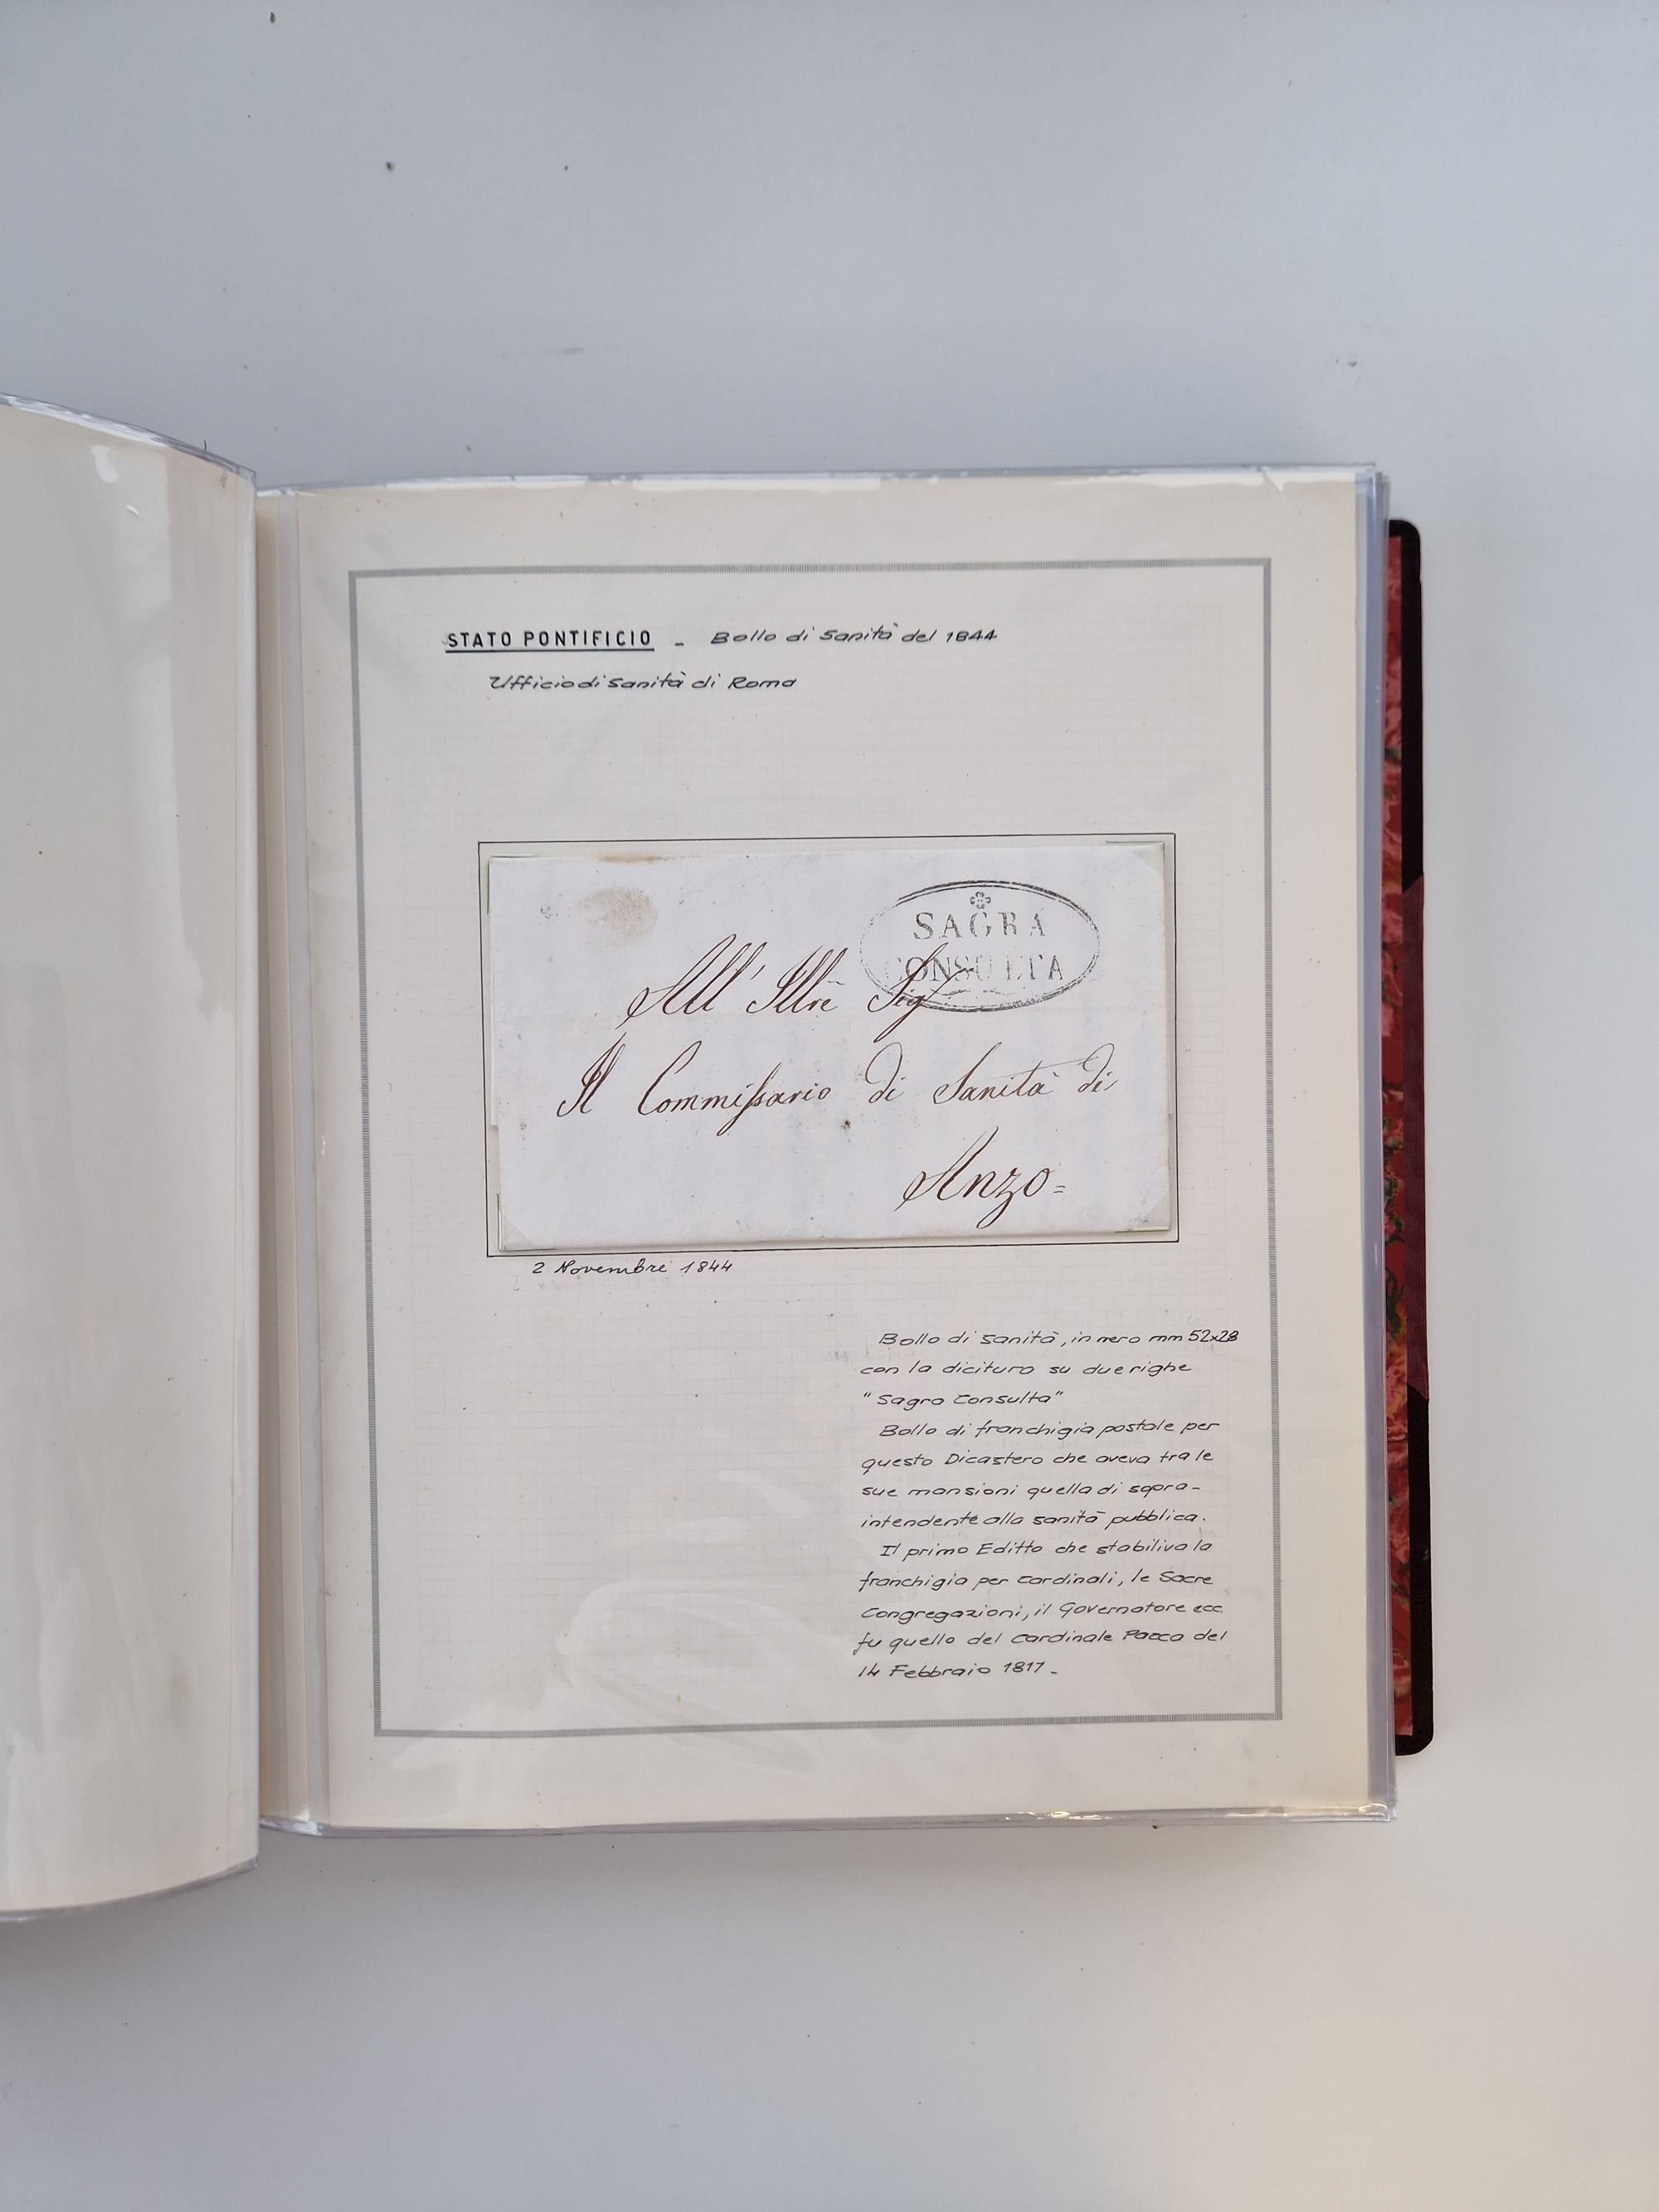 STATO PONTIFICIO - Bollo di Sanità del 1844
Ufficio di Sanità di Roma
SAGRA
CONSULTA
All' Illre Sig
Il Commissario di Sanità di
Anzo=
2 Novembre 1844
Bollo di sanità, in nero mm 52x28
con la dicitura su due righe
"Sagra Consulta"
Bollo di franchigia postale per
questo Dicastero che aveva tra le
sue mansioni quella di sopra-
intendente alla sanità pubblica.
Il primo Editto che stabiliva la
franchigia per Cardinali, le Sacre
Congregazioni, il Governatore ecc.
fu quello del Cardinale Pacca del
14 Febbraio 1817-